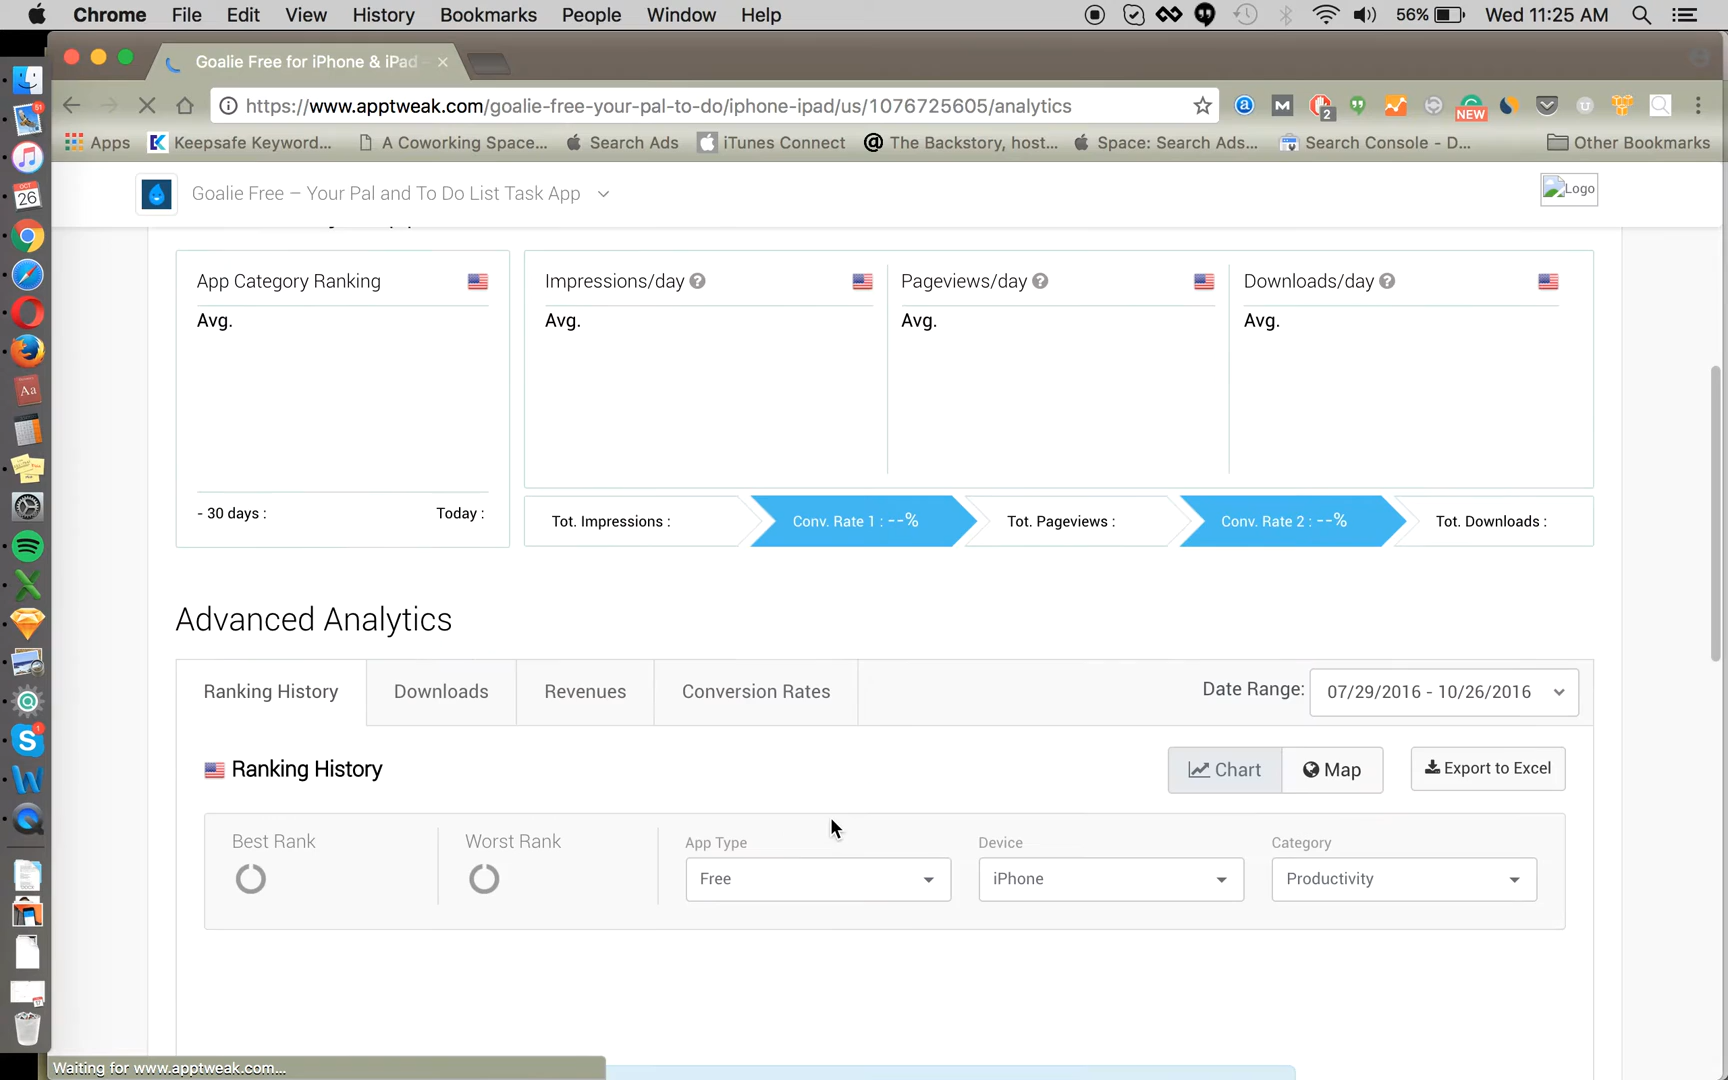 Chrome File Edit View History Bookmarks People Window Help 56% Wed 11:25 AM
Goalie Free for iPhone & iPad
https://www.apptweak.com/goalie-free-your-pal-to-do/iphone-ipad/us/1076725605/analytics
2
NEW
Apps Keepsafe Keyword... A Coworking Space... Search Ads iTunes Connect The Backstory, host... Space: Search Ads... Search Console - D... Other Bookmarks
Goalie Free – Your Pal and To Do List Task App
Logo
App Category Ranking
Avg.
- 30 days : Today :
Impressions/day
Avg.
Pageviews/day
Avg.
Downloads/day
Avg.
Tot. Impressions : Conv. Rate 1 : --% Tot. Pageviews : Conv. Rate 2 : --% Tot. Downloads :
Advanced Analytics
Ranking History Downloads Revenues Conversion Rates Date Range: 07/29/2016 - 10/26/2016
Ranking History Chart Map Export to Excel
Best Rank Worst Rank App Type Device Category
Free iPhone Productivity
Waiting for www.apptweak.com...
51
OCT
26
Aa
1